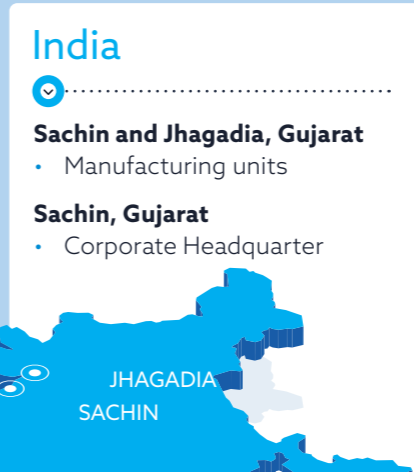 India
Sachin and Jhagadia, Gujarat
• Manufacturing units
Sachin, Gujarat
• Corporate Headquarter
JHAGADIA
SACHIN